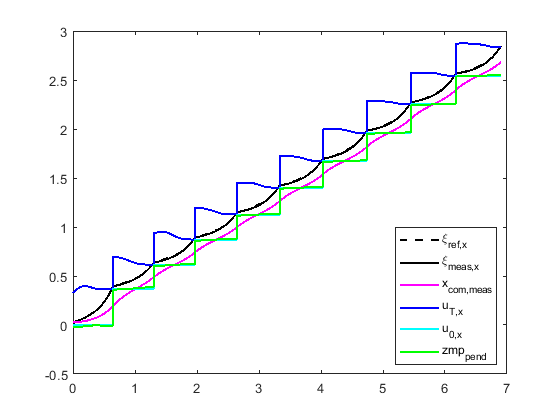 3
2.5
2
1.5
1
0.5
0
-0.5
0 1 2 3 4 5 6 7
ξref,x
ξmeas,x
xcom,meas
uT,x
u0,x
zmppend